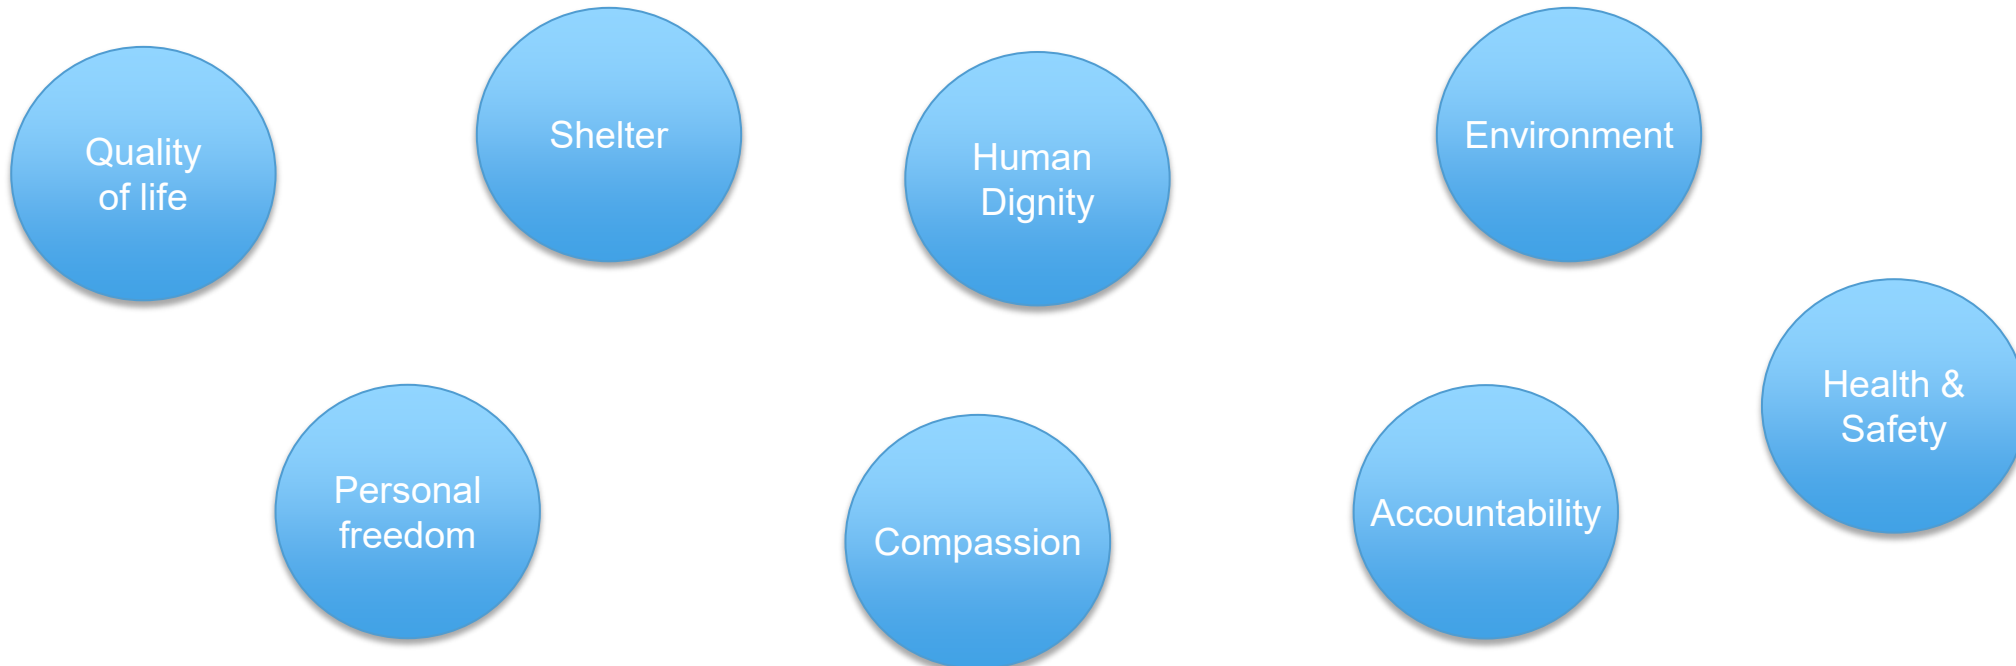 Quality
of life
Shelter
Human
Dignity
Environment
Health &
Safety
Personal
freedom
Compassion
Accountability